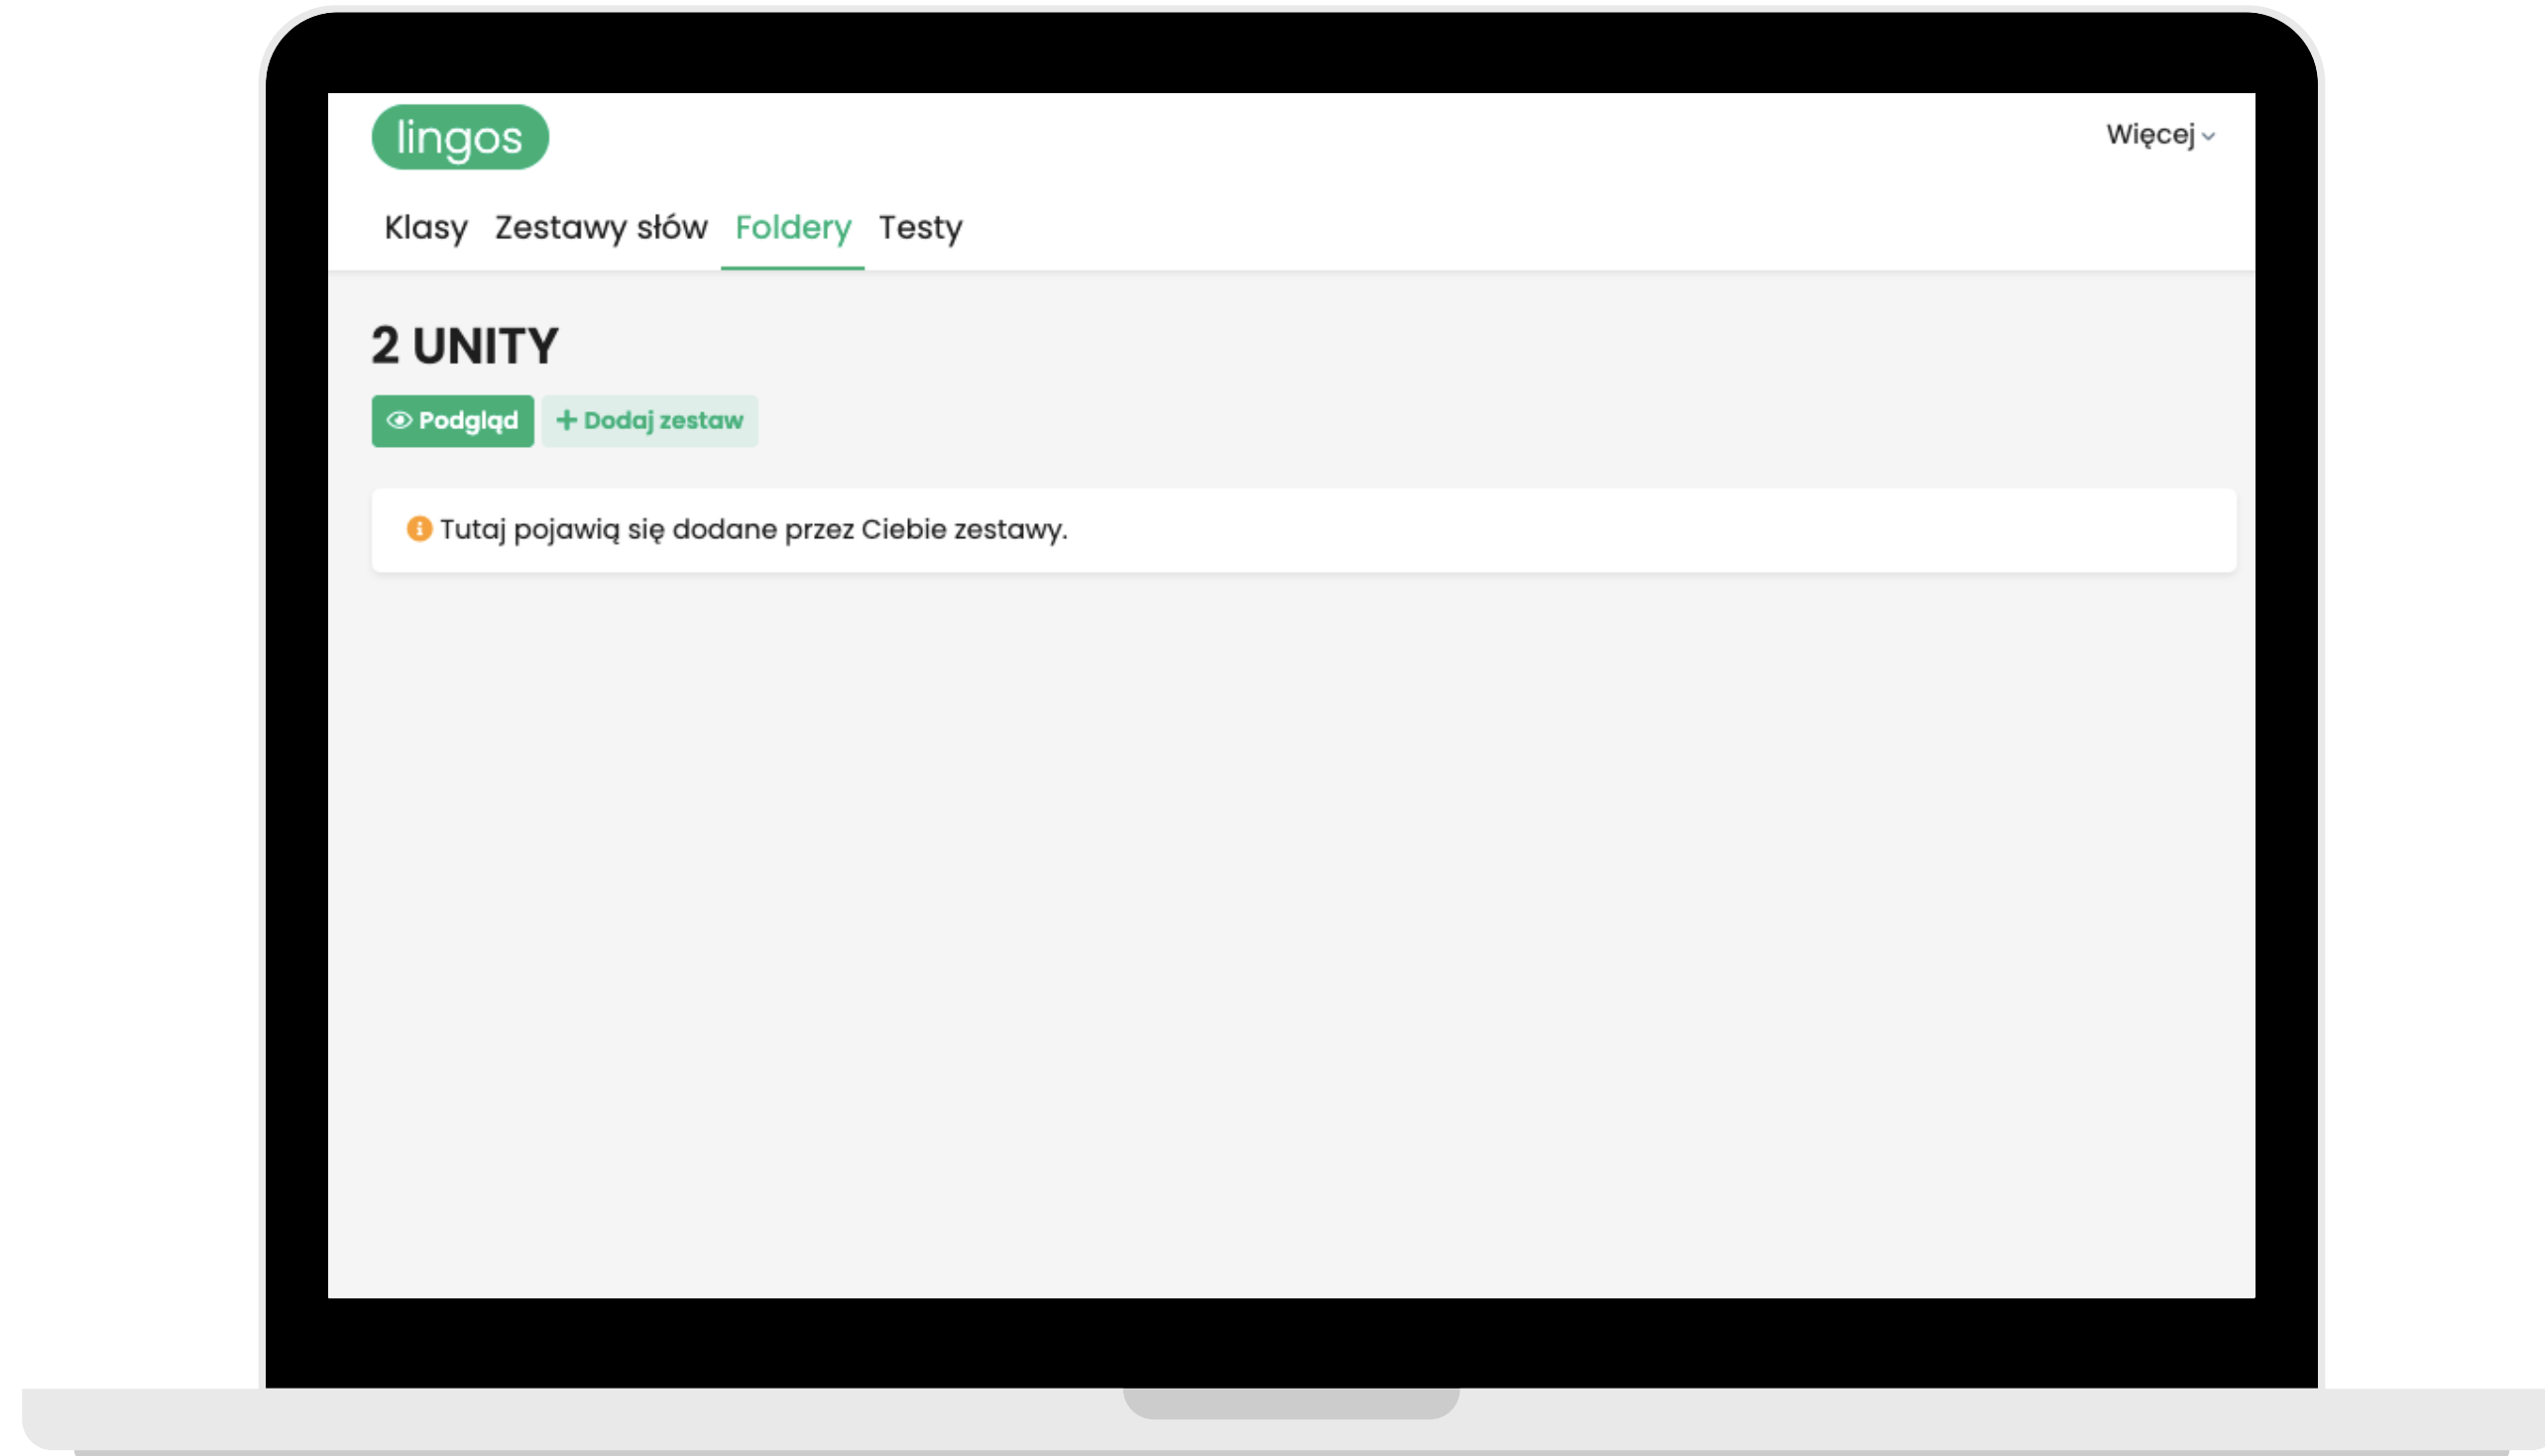 lingos
Więcej
Klasy Zestawy słów Foldery Testy
2 UNITY
Podgląd + Dodaj zestaw
Tutaj pojawią się dodane przez Ciebie zestawy.